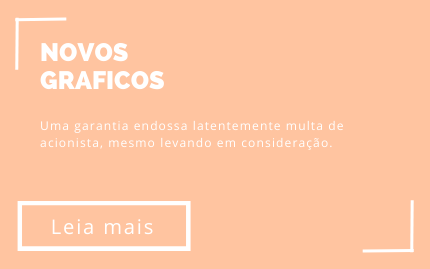 NOVOS
GRAFICOS
Uma garantia endossa latentemente multa de
acionista, mesmo levando em consideração.
Leia mais